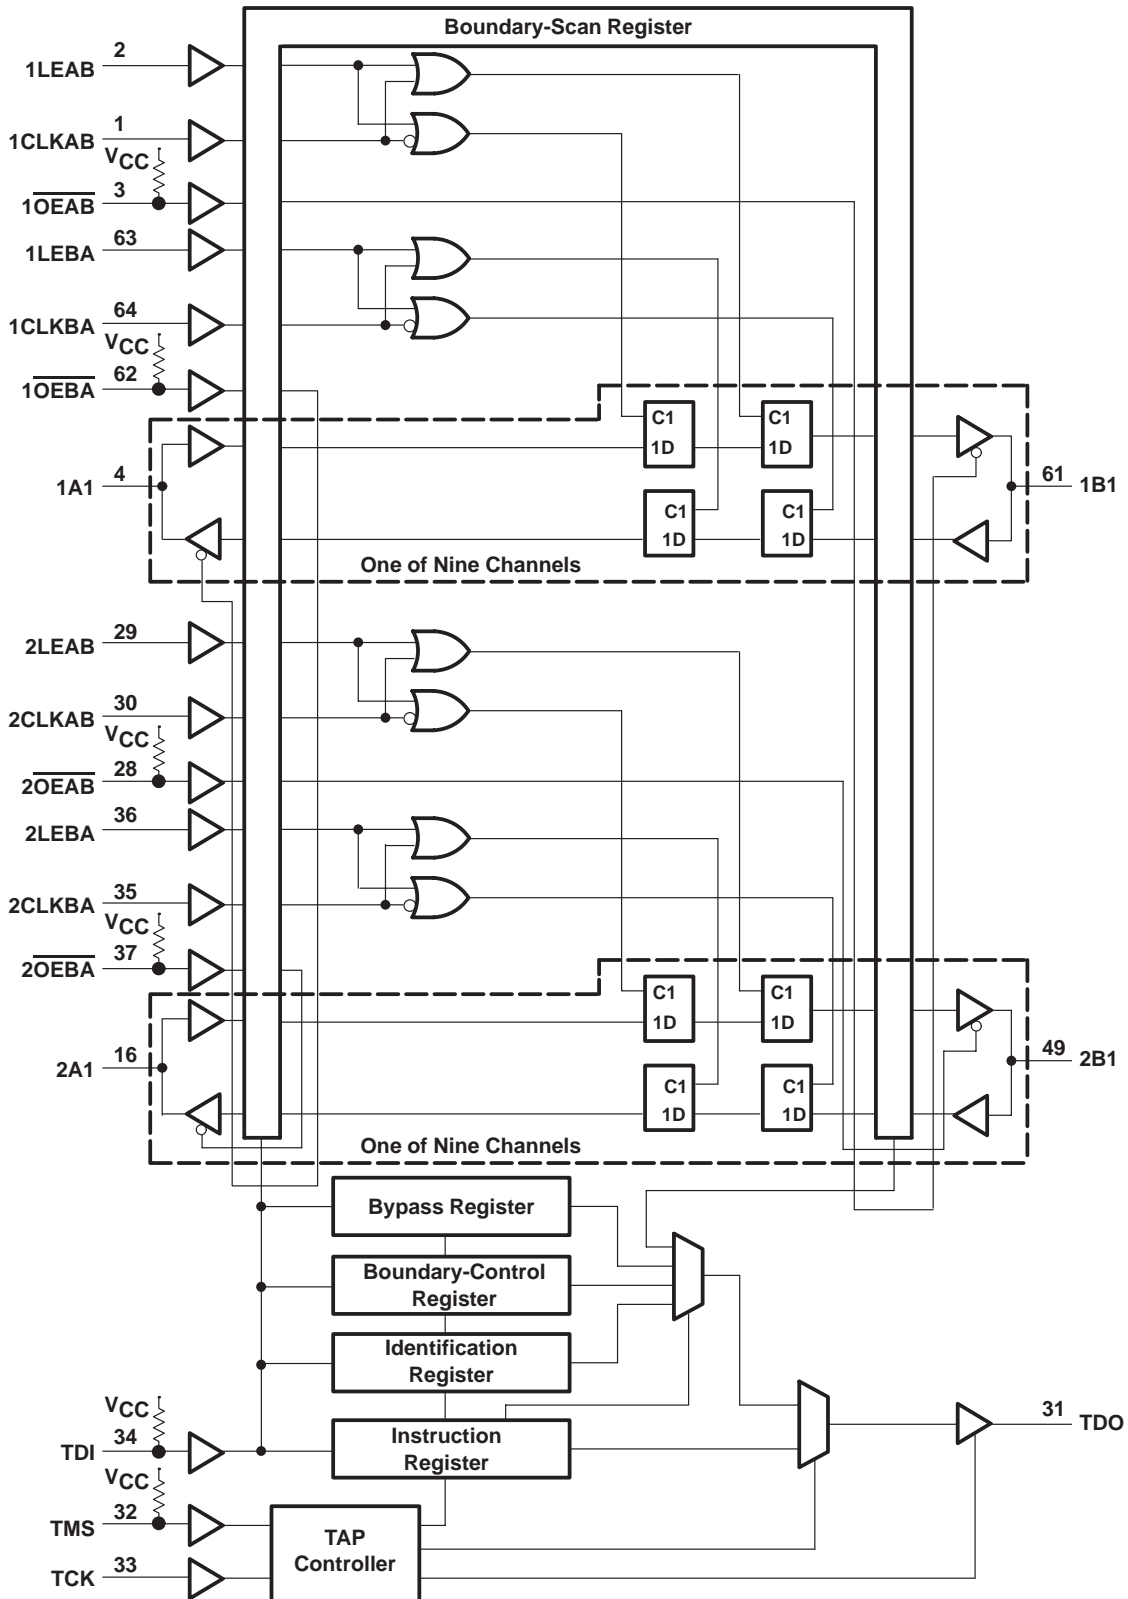 Boundary-Scan Register
2
1LEAB
1
1CLKAB
VCC
3
1O̅E̅A̅B̅
63
1LEBA
64
1CLKBA
VCC
62
1O̅E̅B̅A̅
C1
1D
C1
1D
4
1A1
61
1B1
C1
1D
C1
1D
One of Nine Channels
29
2LEAB
30
2CLKAB
VCC
28
2O̅E̅A̅B̅
36
2LEBA
35
2CLKBA
VCC
37
2O̅E̅B̅A̅
C1
1D
C1
1D
16
2A1
49
2B1
C1
1D
C1
1D
One of Nine Channels
Bypass Register
Boundary-Control
Register
Identification
Register
VCC
34
TDI
Instruction
Register
31
TDO
VCC
32
TMS
TAP
Controller
33
TCK